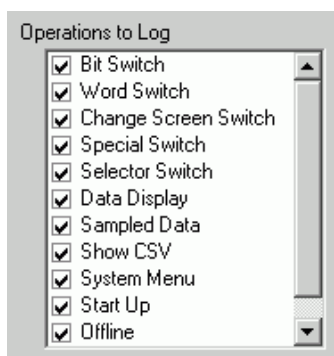 Operations to Log
Bit Switch
Word Switch
Change Screen Switch
Special Switch
Selector Switch
Data Display
Sampled Data
Show CSV
System Menu
Start Up
Offline